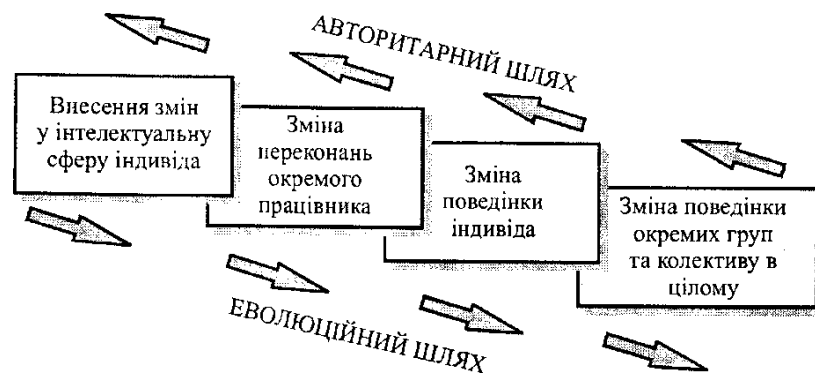 АВТОРИТАРНИЙ ШЛЯХ
Внесення змін
у інтелектуальну
сферу індивіда
Зміна
переконань
окремого
працівника
Зміна
поведінки
індивіда
Зміна поведінки
окремих груп
та колективу в
цілому
ЕВОЛЮЦІЙНИЙ ШЛЯХ